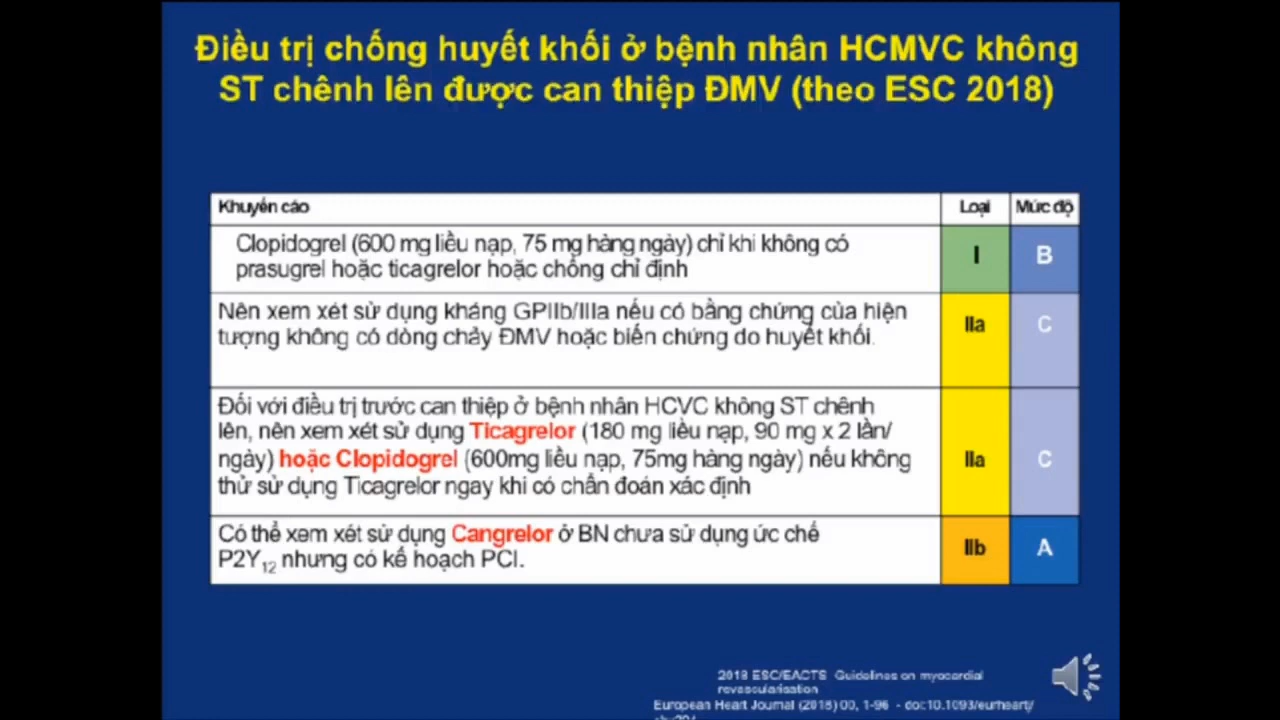 Điều trị chống huyết khối ở bệnh nhân HCMVC không
ST chênh lên được can thiệp ĐMV (theo ESC 2018)
Khuyến cáo Loại Mức độ
Clopidogrel (600 mg liều nạp, 75 mg hàng ngày) chỉ khi không có
prasugrel hoặc ticagrelor hoặc chống chỉ định
I B
Nên xem xét sử dụng kháng GPIIb/IIIa nếu có bằng chứng của hiện
tượng không có dòng chảy ĐMV hoặc biến chứng do huyết khối.
IIa C
Đối với điều trị trước can thiệp ở bệnh nhân HCVC không ST chênh
lên, nên xem xét sử dụng Ticagrelor (180 mg liều nạp, 90 mg x 2 lần/
ngày) hoặc Clopidogrel (600mg liều nạp, 75mg hàng ngày) nếu không
thử sử dụng Ticagrelor ngay khi có chẩn đoán xác định
IIa C
Có thể xem xét sử dụng Cangrelor ở BN chưa sử dụng ức chế
P2Y12 nhưng có kế hoạch PCI.
IIb A
2018 ESC/EACTS Guidelines on myocardial
revascularisation
European Heart Journal (2018) 00, 1-96 - doi:10.1093/eurheartj/